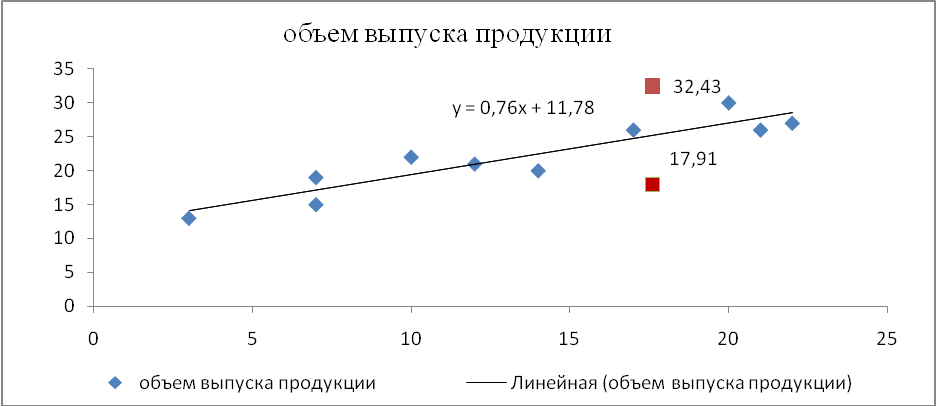 объем выпуска продукции
35
30
25
20
15
10
5
0
y = 0,76x + 11,78
32,43
17,91
0 5 10 15 20 25
объем выпуска продукции Линейная (объем выпуска продукции)